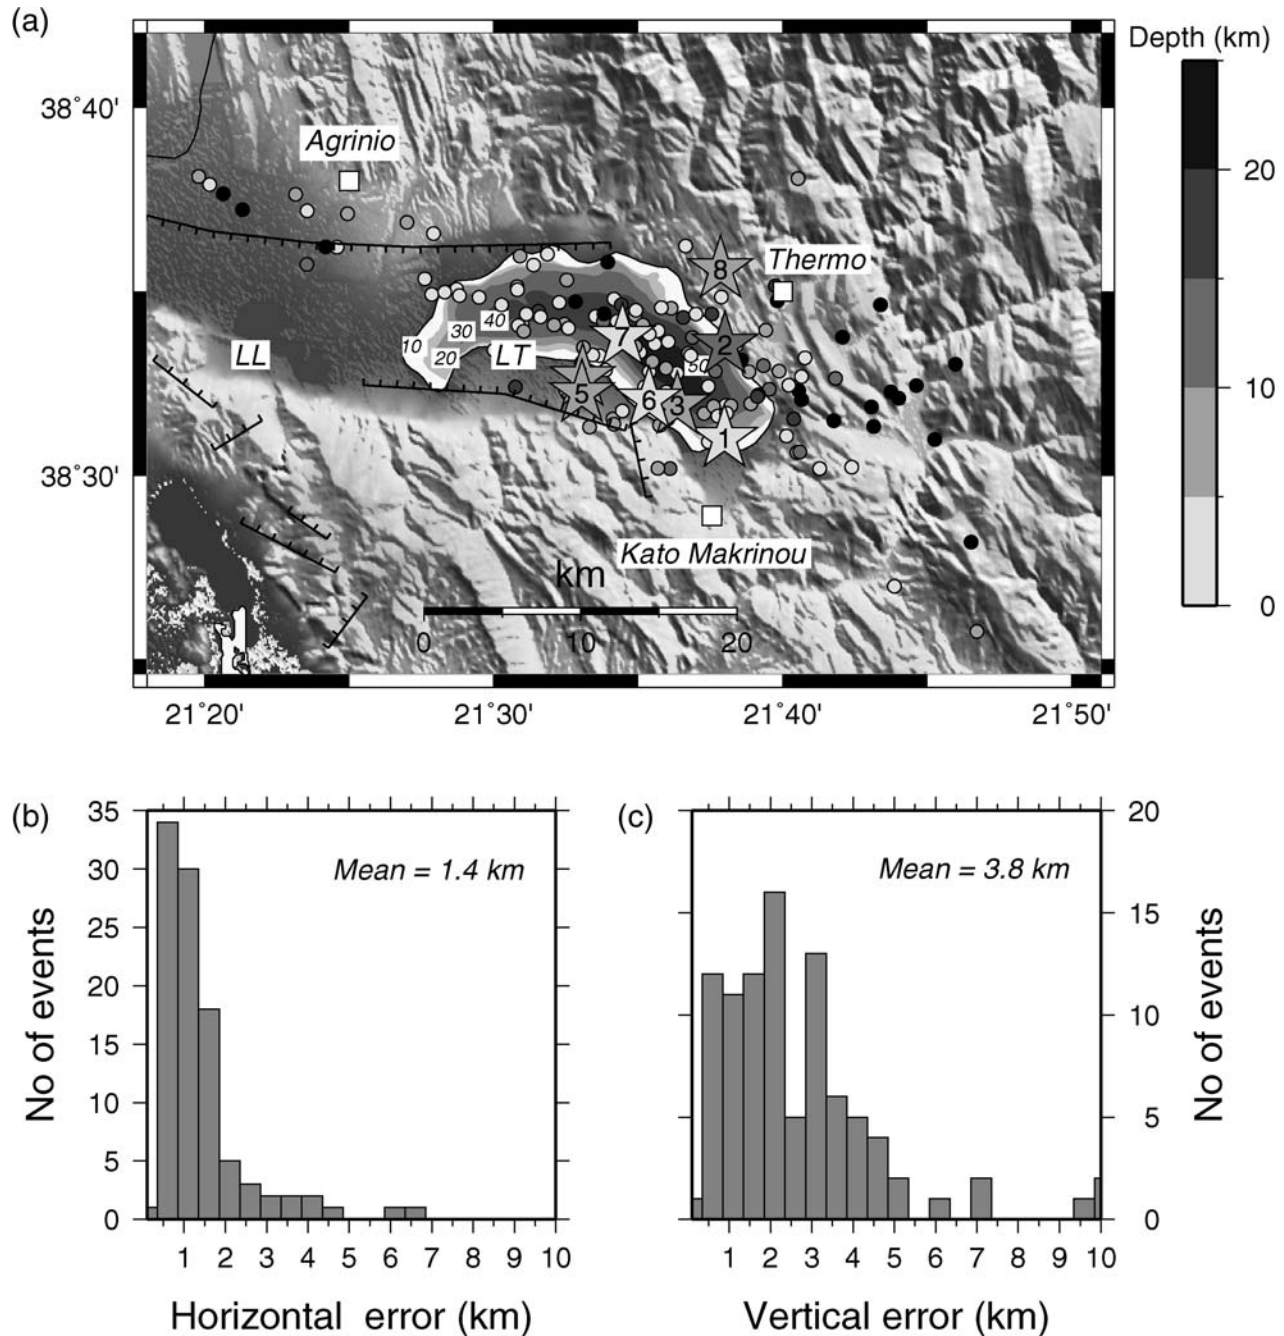 (a)
Depth (km)
38°40'
Agrinio
20
Thermo
8
40
30
7
2
10
20
LL
LT
50
5
6
3
10
1
38°30'
Kato Makrinou
km
0
10
20
0
21°20'
21°30'
21°40'
21°50'
(b)
35
30
25
20
15
10
5
0
No of events
Mean = 1.4 km
1 2 3 4 5 6 7 8 9 10
Horizontal error (km)
(c)
20
15
10
5
0
No of events
Mean = 3.8 km
1 2 3 4 5 6 7 8 9 10
Vertical error (km)